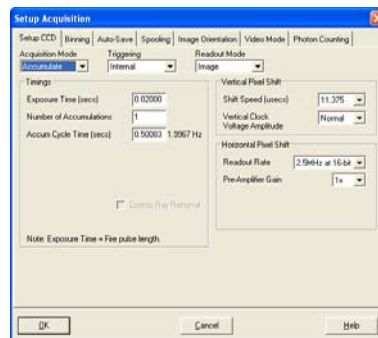 Setup Acquisition
Setup CCD Binning Auto-Save Spooling Image Orientation Video Mode Photon Counting
Acquisition Mode Triggering Readout Mode
Accumulate Internal Image
Timings
Exposure Time (secs) 0.02000
Number of Accumulations 1
Accum Cycle Time (secs) 0.50083 1.9967 Hz
Cosmic Ray Removal
Note: Exposure Time = Fire pulse length.
Vertical Pixel Shift
Shift Speed (usecs) 11.375
Vertical Clock Voltage Amplitude Normal
Horizontal Pixel Shift
Readout Rate 2.5MHz at 16-bit
Pre-Amplifier Gain 1x
OK Cancel Help